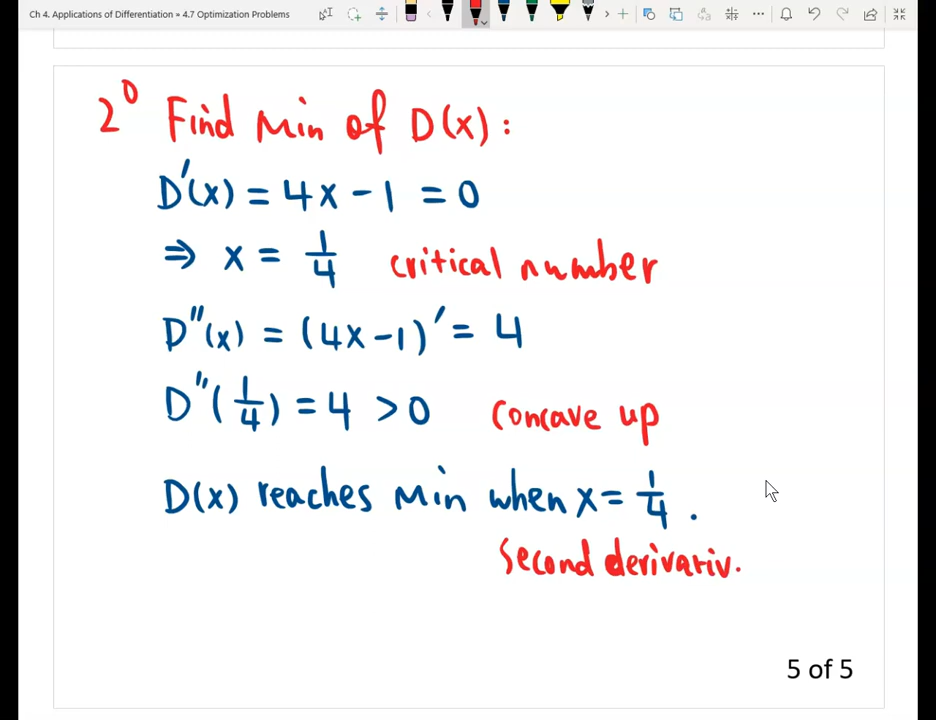 Ch 4. Applications of Differentiation » 4.7 Optimization Problems
2° Find Min of D(x):
D'(x) = 4x - 1 = 0
⇒ x = 1/4 critical number
D''(x) = (4x-1)' = 4
D''(1/4) = 4 > 0 concave up
D(x) reaches Min when x = 1/4.
Second derivativ.
5 of 5